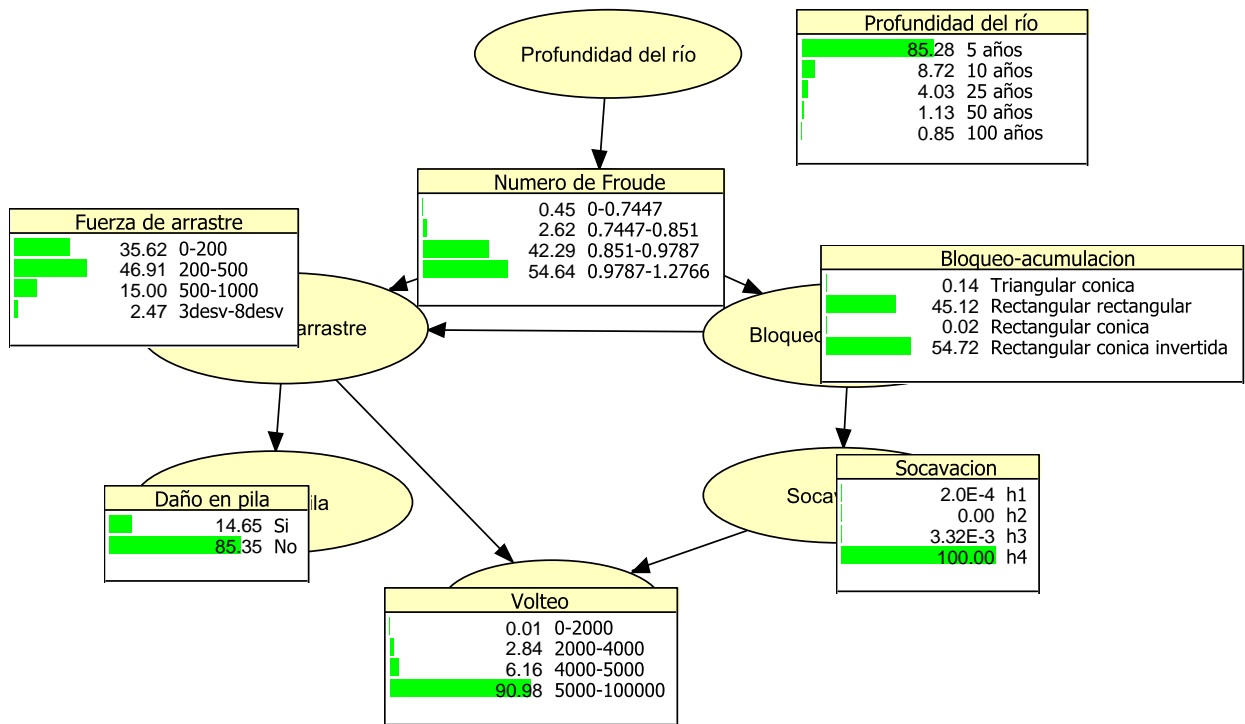 Profundidad del río
Profundidad del río
85.28 5 años
8.72 10 años
4.03 25 años
1.13 50 años
0.85 100 años
Numero de Froude
0.45 0-0.7447
2.62 0.7447-0.851
42.29 0.851-0.9787
54.64 0.9787-1.2766
Fuerza de arrastre
35.62 0-200
46.91 200-500
15.00 500-1000
2.47 3desv-8desv
arrastre
Bloqueo-acumulacion
0.14 Triangular conica
45.12 Rectangular rectangular
0.02 Rectangular conica
54.72 Rectangular conica invertida
Bloqueo
Daño en pila
14.65 Si
85.35 No
ila
Socavacion
2.0E-4 h1
0.00 h2
3.32E-3 h3
100.00 h4
Socav
Volteo
0.01 0-2000
2.84 2000-4000
6.16 4000-5000
90.98 5000-100000